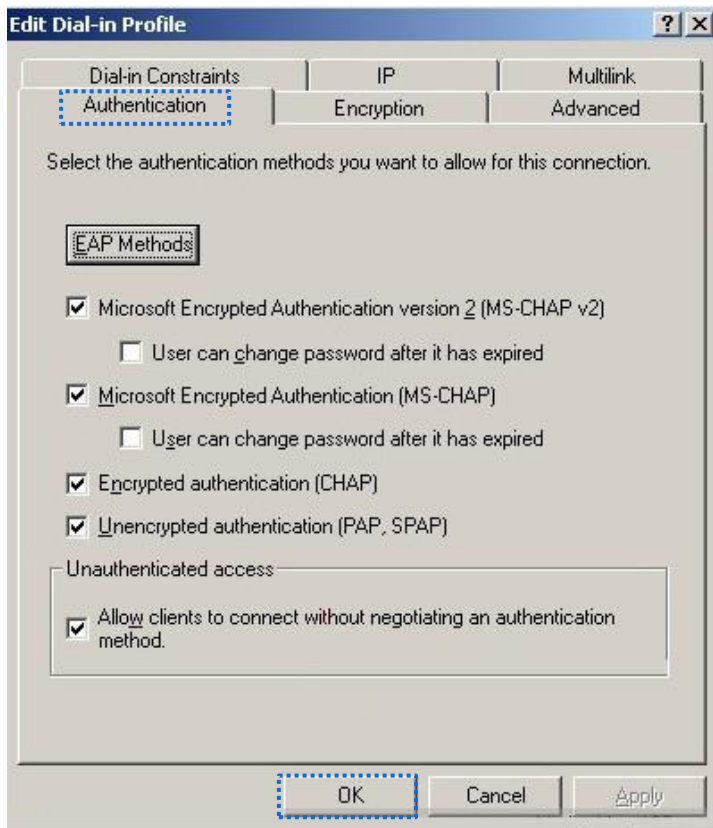 Edit Dial-in Profile
Dial-in Constraints IP Multilink
Authentication Encryption Advanced
Select the authentication methods you want to allow for this connection.
EAP Methods
Microsoft Encrypted Authentication version 2 (MS-CHAP v2)
User can change password after it has expired
Microsoft Encrypted Authentication (MS-CHAP)
User can change password after it has expired
Encrypted authentication (CHAP)
Unencrypted authentication (PAP, SPAP)
Unauthenticated access
Allow clients to connect without negotiating an authentication
method.
OK Cancel Apply